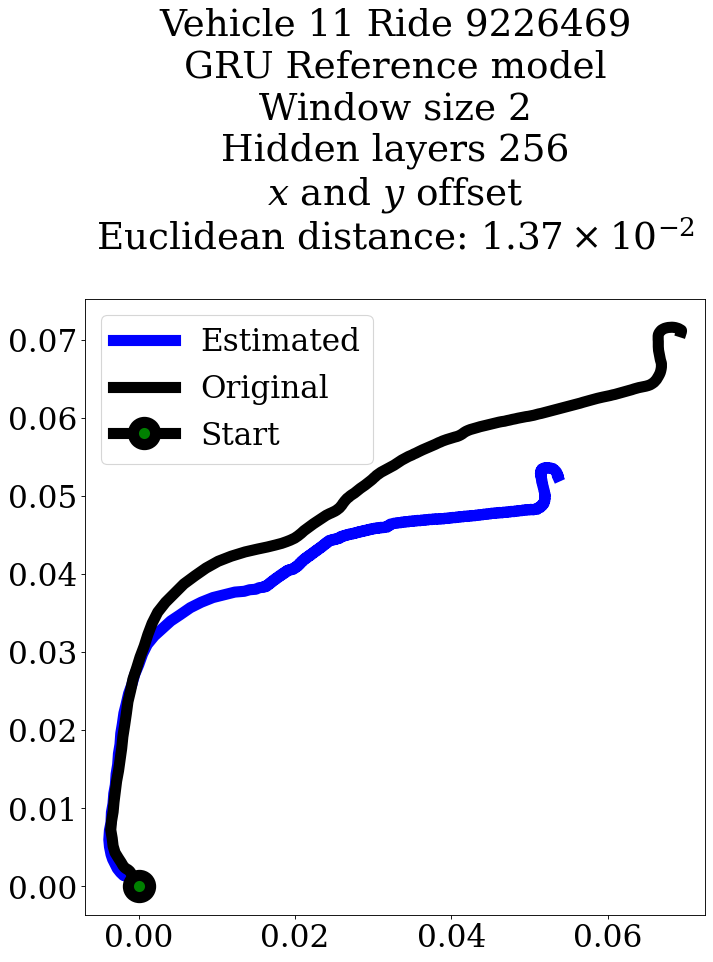 Vehicle 11 Ride 9226469
GRU Reference model
Window size 2
Hidden layers 256
x and y offset
Euclidean distance: 1.37 × 10⁻²
Estimated
Original
Start
0.07
0.06
0.05
0.04
0.03
0.02
0.01
0.00
0.00 0.02 0.04 0.06